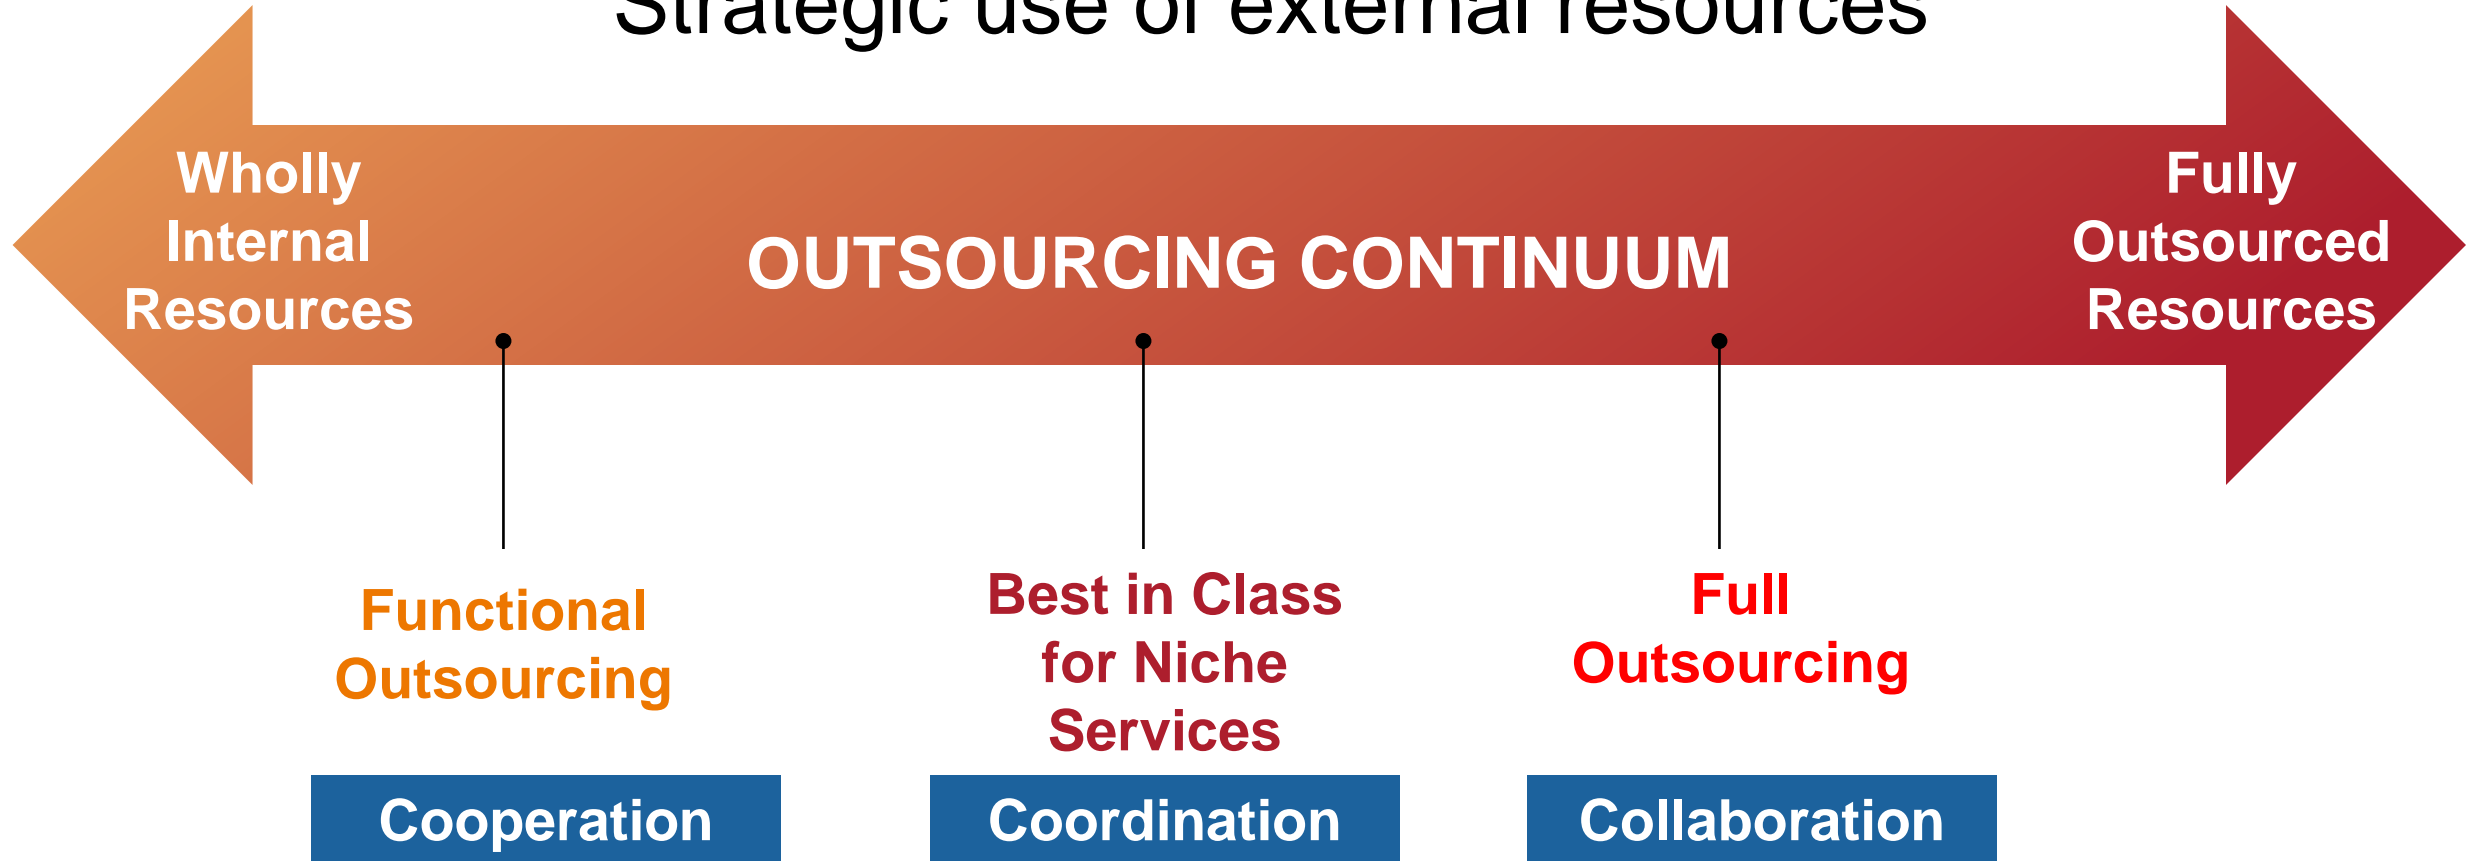 Strategic use of external resources
Wholly
Internal
Resources
OUTSOURCING CONTINUUM
Fully
Outsourced
Resources
Functional
Outsourcing
Best in Class
for Niche
Services
Full
Outsourcing
Cooperation
Coordination
Collaboration